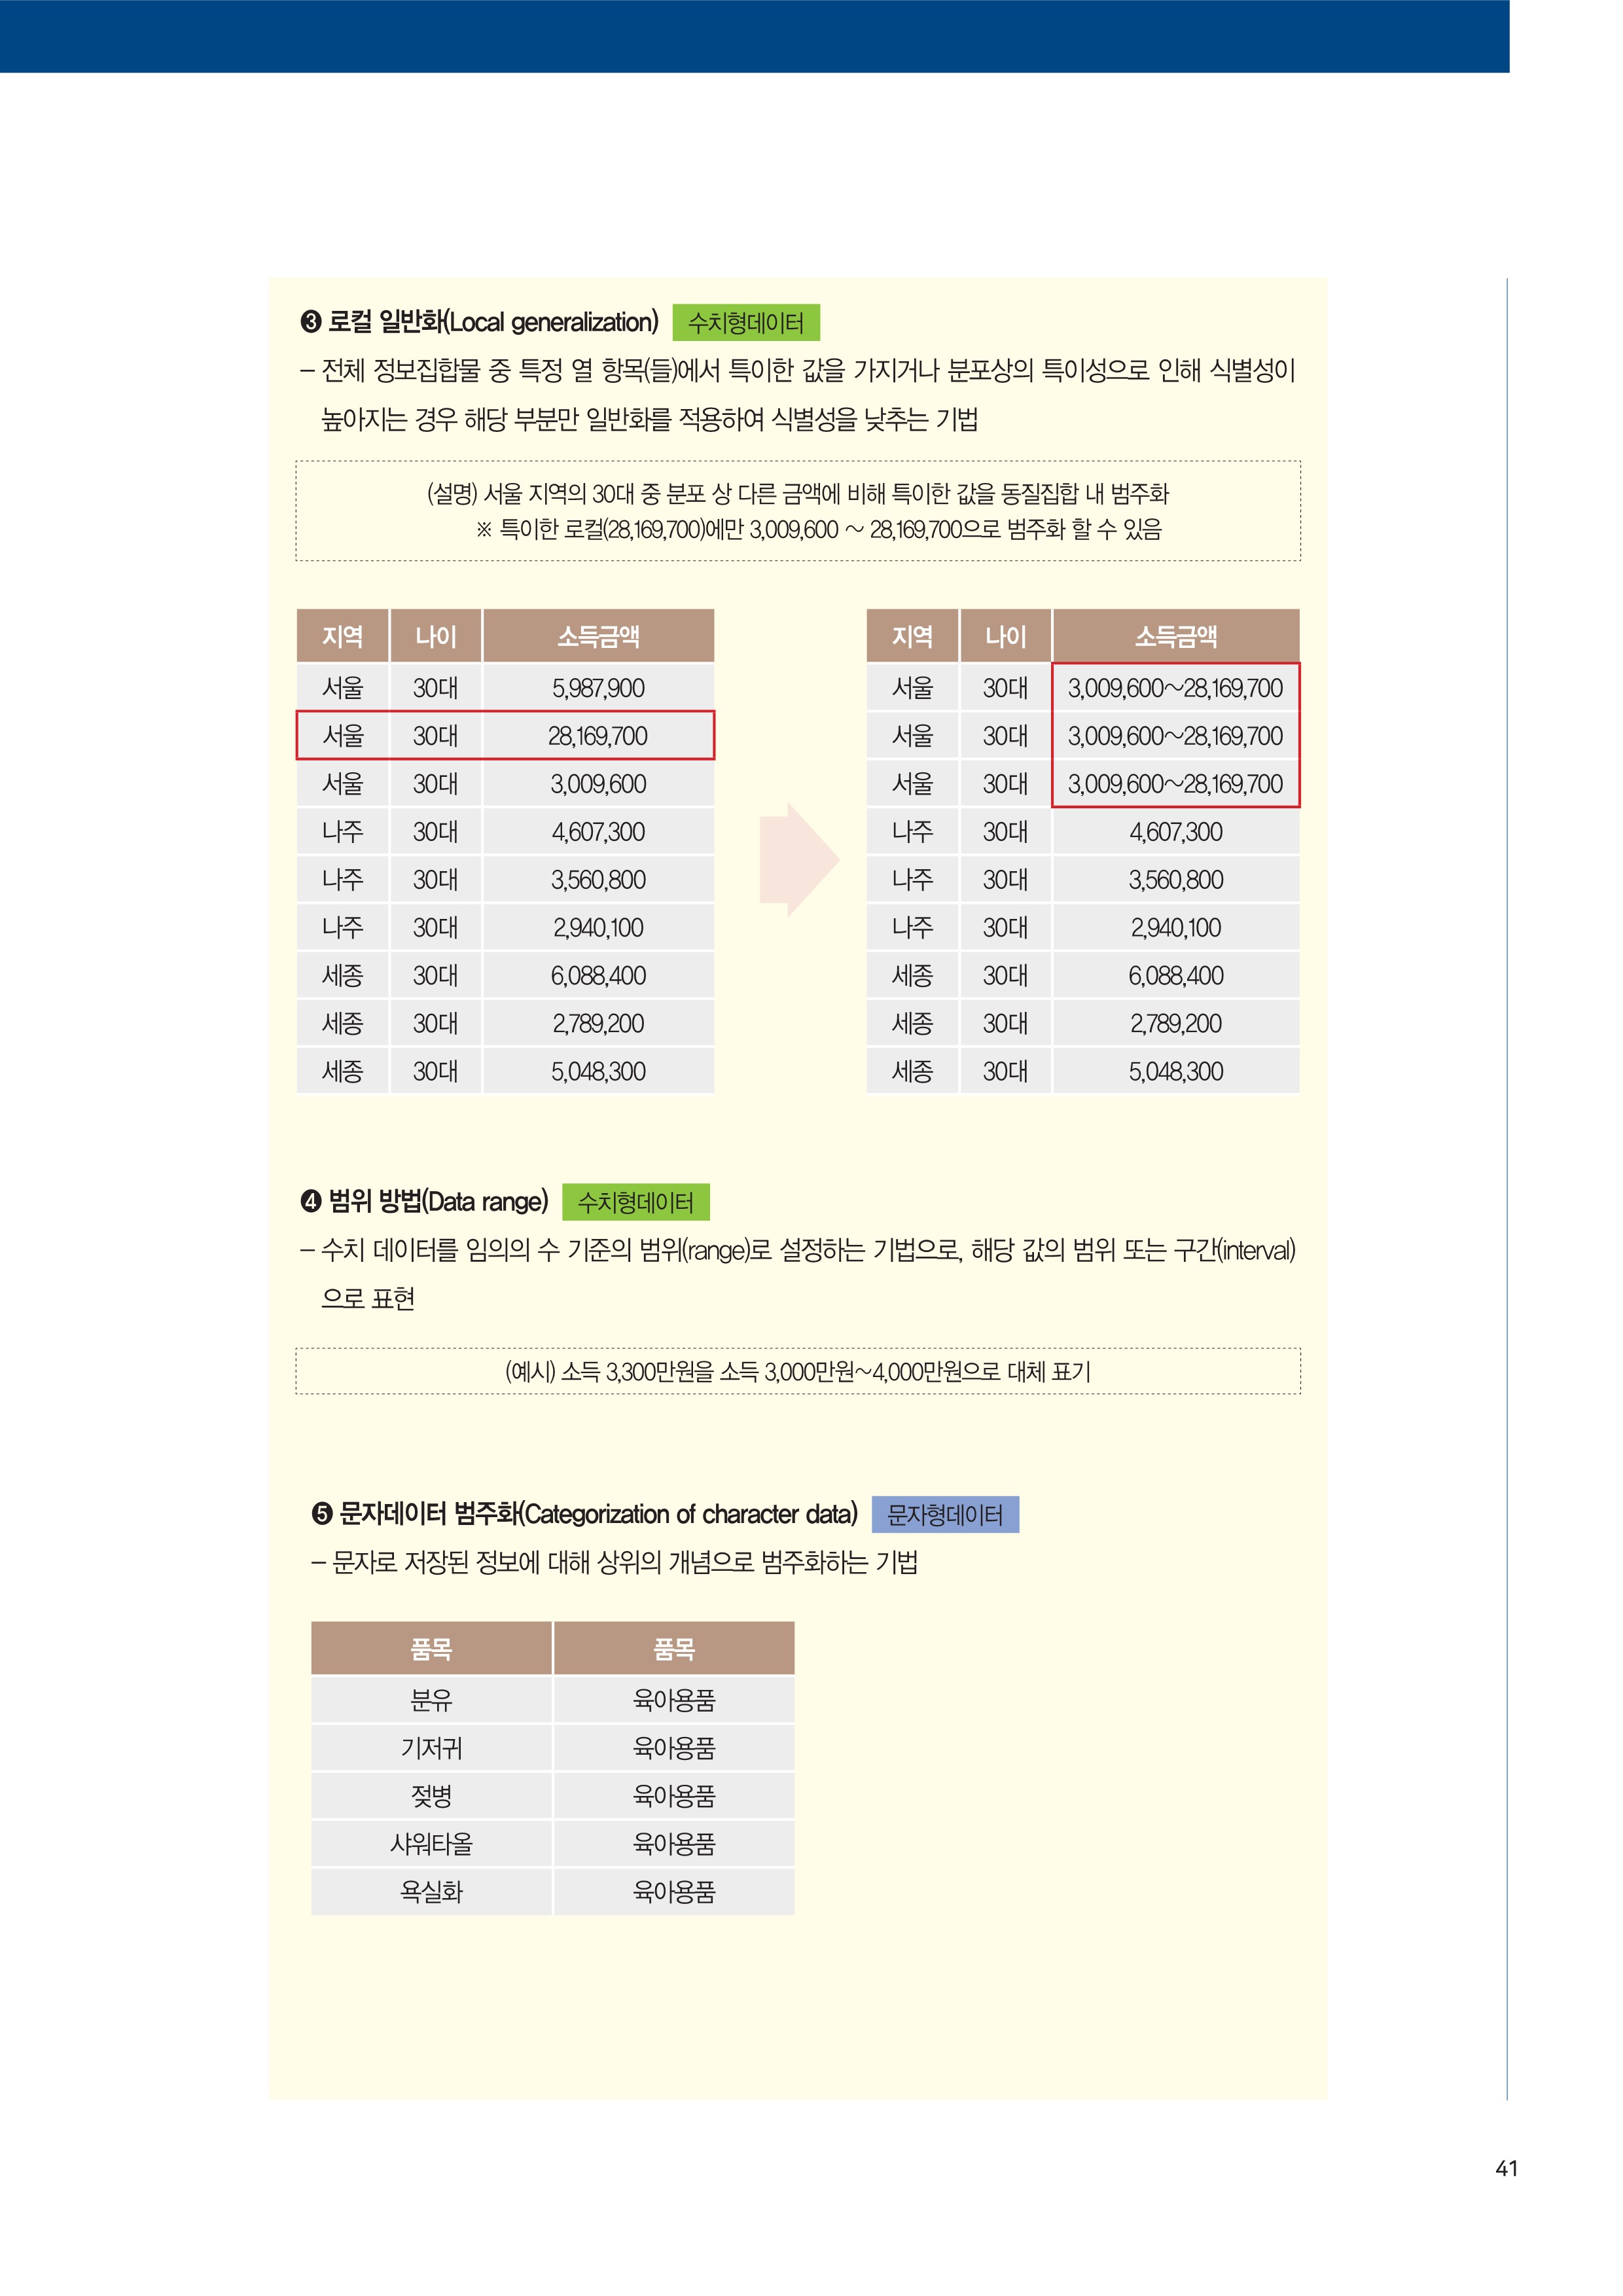 ❸ 로컬 일반화(Local generalization) 수치형데이터
– 전체 정보집합물 중 특정 열 항목(들)에서 특이한 값을 가지거나 분포상의 특이성으로 인해 식별성이
높아지는 경우 해당 부분만 일반화를 적용하여 식별성을 낮추는 기법
(설명) 서울 지역의 30대 중 분포 상 다른 금액에 비해 특이한 값을 동질집합 내 범주화
※ 특이한 로컬(28,169,700)에만 3,009,600 ~ 28,169,700으로 범주화 할 수 있음
지역 나이 소득금액
서울 30대 5,987,900
서울 30대 28,169,700
서울 30대 3,009,600
나주 30대 4,607,300
나주 30대 3,560,800
나주 30대 2,940,100
세종 30대 6,088,400
세종 30대 2,789,200
세종 30대 5,048,300
지역 나이 소득금액
서울 30대 3,009,600~28,169,700
서울 30대 3,009,600~28,169,700
서울 30대 3,009,600~28,169,700
나주 30대 4,607,300
나주 30대 3,560,800
나주 30대 2,940,100
세종 30대 6,088,400
세종 30대 2,789,200
세종 30대 5,048,300
❹ 범위 방법(Data range) 수치형데이터
– 수치 데이터를 임의의 수 기준의 범위(range)로 설정하는 기법으로, 해당 값의 범위 또는 구간(interval)
으로 표현
(예시) 소득 3,300만원을 소득 3,000만원~4,000만원으로 대체 표기
❺ 문자데이터 범주화(Categorization of character data) 문자형데이터
– 문자로 저장된 정보에 대해 상위의 개념으로 범주화하는 기법
품목 품목
분유 육아용품
기저귀 육아용품
젖병 육아용품
샤워타올 육아용품
욕실화 육아용품
41